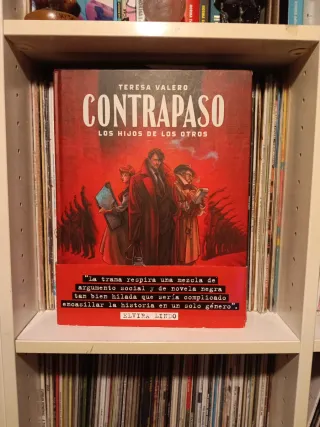 TERESA VALERO
CONTRAPASO
LOS HIJOS DE LOS OTROS
"La trama respira una mezcla de
argumento social y de novela negra
tan bien hilada que sería complicado
encasillar la historia en un solo género".
ELVIRA LINDO